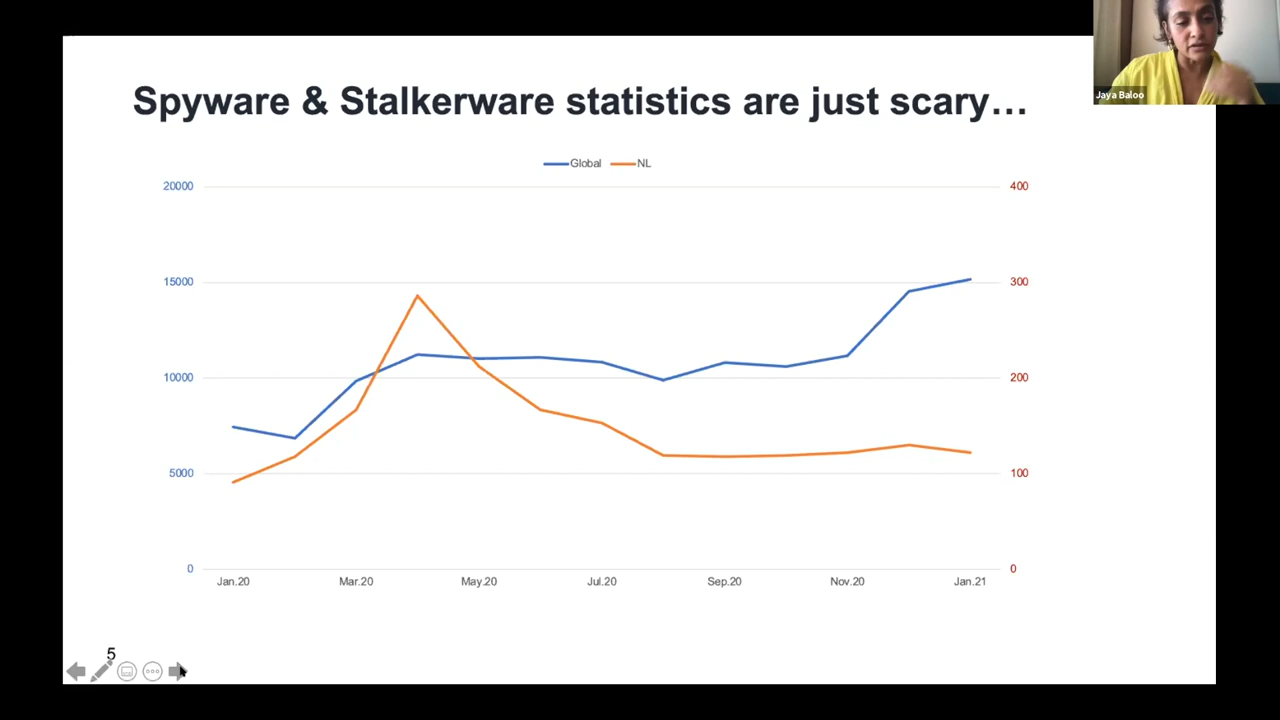 Spyware & Stalkerware statistics are just scary...
Jaya Baloo
Global NL
20000 400
15000 300
10000 200
5000 100
0 0
Jan.20 Mar.20 May.20 Jul.20 Sep.20 Nov.20 Jan.21
5